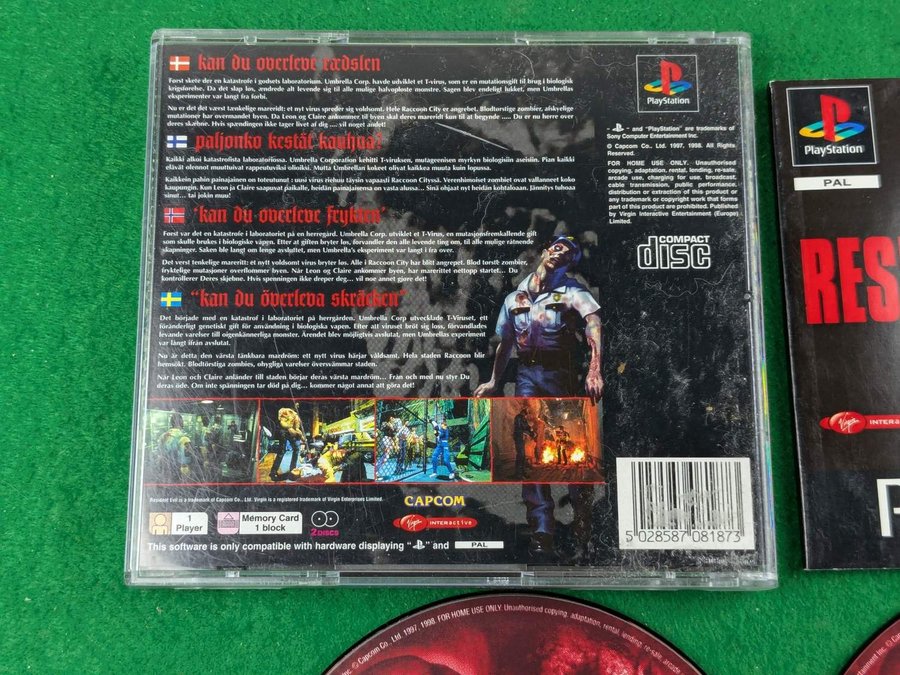 kan du overleve rædslen
Først skete der en katastrofe i godsets laboratorium. Umbrella Corp. havde udviklet et T-virus, som er en mutationsgift til brug i biologisk
krigsforelse. Da det slap løs, ændrede alt levende sig til alle mulige halvploste monstre. Sagen blev endeligt lukket, men Umbrellas
eksperimenter var langt fra forbi.
Nu er det det værst tænkelige mareridt: et nyt virus spreder sig voldsomt. Hele Raccoon City er angrebet. Blodtørstige zombier, afskyelige
mutationer har overmandet byen. Da Leon og Claire ankommer til byen skal deres mareridt nu kun til at begynde ..... Du er nu herre over
deres skæbne. Hvis spændingen ikke tager livet af dig .... vil noget andet!
paljonko kestät kauhua?
Kaikki alkoi katastrofista laboratoriossa. Umbrella Corporation kehitti T-viruksen, mutageenisen myrkyn biologisiin aseisiin. Pian kaikki
elävät olennot muuttuivat rappeutuviksi olioiksi. Mutta Umbrellan kokeet olivat kaikkea muuta kuin lopussa.
Kaikkein pahin painajainen on toteutunut : uusi virus riehuu täysin vapaasti Raccoon Cityssä. Verenhimoiset zombiet ovat vallanneet koko
kaupungin. Kun Leon ja Claire saapuvat paikalle, heidän painajaisensa on vasta alussa... Sinä ohjaat nyt heidän kohtaloaan. Jännitys tuhoaa
sinut... tai jokin muu!
"kan du overleve frykten"
Først var det en katastrofe i laboratoriet på en herregård. Umbrella Corp. utviklet et T-Virus, en mutasjonsfremkallende gift
som skulle brukes i biologiske våpen. Etter at giften bryter los, forvandler den alle levende ting om, til alle mulige råtnende
skapninger. Saken ble langt om lenge avsluttet, men Umbrella's eksperiment var langt i fra over.
Det verst tenkelige mareritt: et nytt voldsomt virus bryter los. Alle i Raccoon City har blitt angrepet. Blod torstε zombier,
fryktelige mutasjoner overflommer byen. Når Leon og Claire ankommer byen, har marerittet nettopp startet... Du
kontrollerer Deres skjebne. Hvis spenningen ikke dreper deg... vil noe annet gjore det!
"kan du överleva skräcken"
Det började med en katastrof i laboratoriet på herrgården. Umbrella Corp utvecklade T-Viruset, ett
föränderligt genetiskt gift för användning i biologiska vapen. Efter att viruset bröt sig loss, förvandlades
levande varelser till oigenkännerliga monster. Ärendet blev möjligtvis avslutat, men Umbrellas experiment
var långt ifrån avslutat.
Nu är detta den värsta tänkbara mardröm: ett nytt virus härjar våldsamt. Hela staden Raccoon blir
hemsökt. Blodtörstiga zombies, ohygliga varelser översvämmar staden.
När Leon och Claire anländer till staden börjar deras värsta mardröm... Från och med nu styr Du
deras öde. Om inte spänningen tar död på dig... kommer något annat att göra det!
Resident Evil is a trademark of Capcom Co., Ltd. Virgin is a registered trademark of Virgin Enterprises Limited.
1
Player
Memory Card
1 block
2 DISCS
CAPCOM
Virgin INTERACTIVE
This software is only compatible with hardware displaying " " and PAL
PlayStation
" " and "PlayStation" are trademarks of
Sony Computer Entertainment Inc.
© Capcom Co. Ltd. 1997, 1998. All Rights
Reserved.
FOR HOME USE ONLY. Unauthorised
copying, adaptation, rental, lending, re-sale,
arcade use, charging for use, broadcast,
cable transmission, public performance,
distribution or extraction of this product or
any trademark or copyright work that forms
part of this product are prohibited. Published
by Virgin Interactive Entertainment (Europe)
Limited.
COMPACT
disc
5 028587 081873
PlayStation
PAL
RES
Virgin INTER
© Capcom Co. Ltd. 1997, 1998. FOR HOME USE ONLY. Unauthorised copying, adaptation, rental, lending, re-sale, arcade